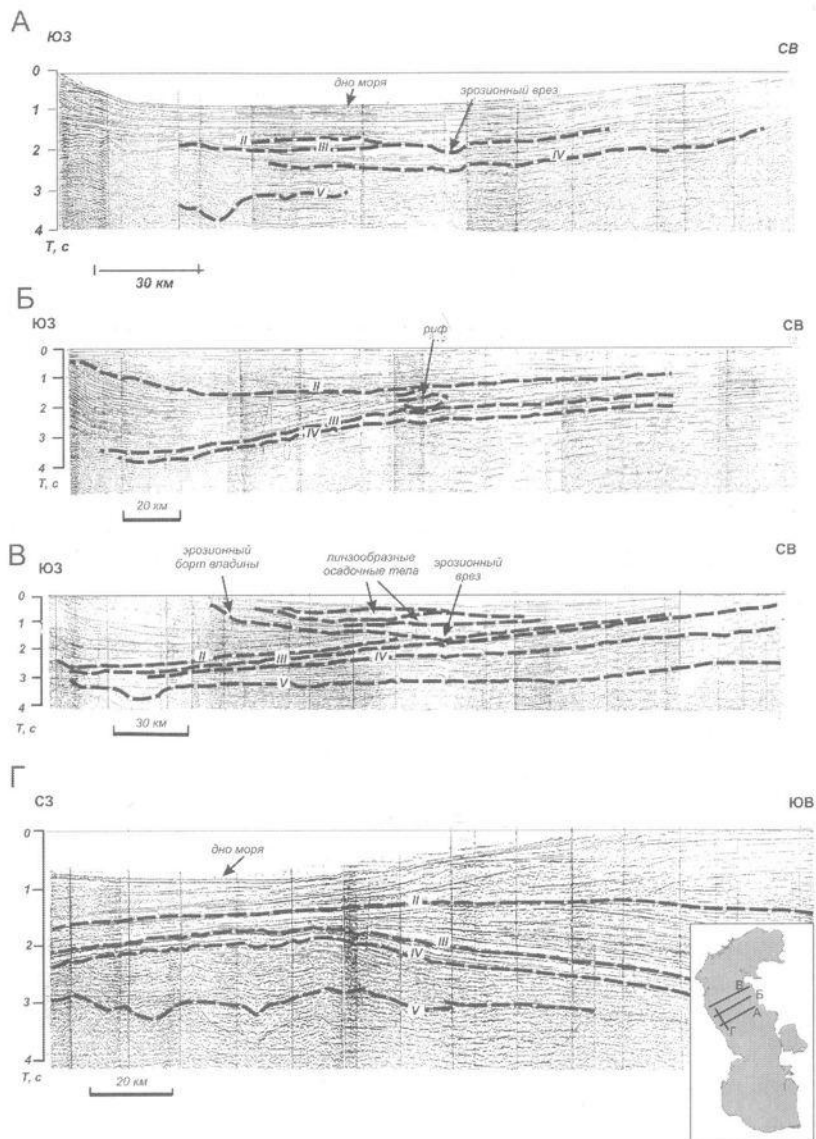 А
ЮЗ
СВ
0
дно моря
эрозионный врез
1
II
2
III
IV
3
V
4
Т, с
30 км
Б
ЮЗ
СВ
риф
0
1
II
2
III
3
IV
4
Т, с
20 км
В
эрозионный
борт впадины
линзообразные
осадочные тела
эрозионный
врез
ЮЗ
СВ
0
1
2
II
III
IV
3
V
4
Т, с
30 км
Г
СЗ
ЮВ
0
дно моря
1
II
2
III
IV
3
V
4
Т, с
20 км
В
Б
А
Г